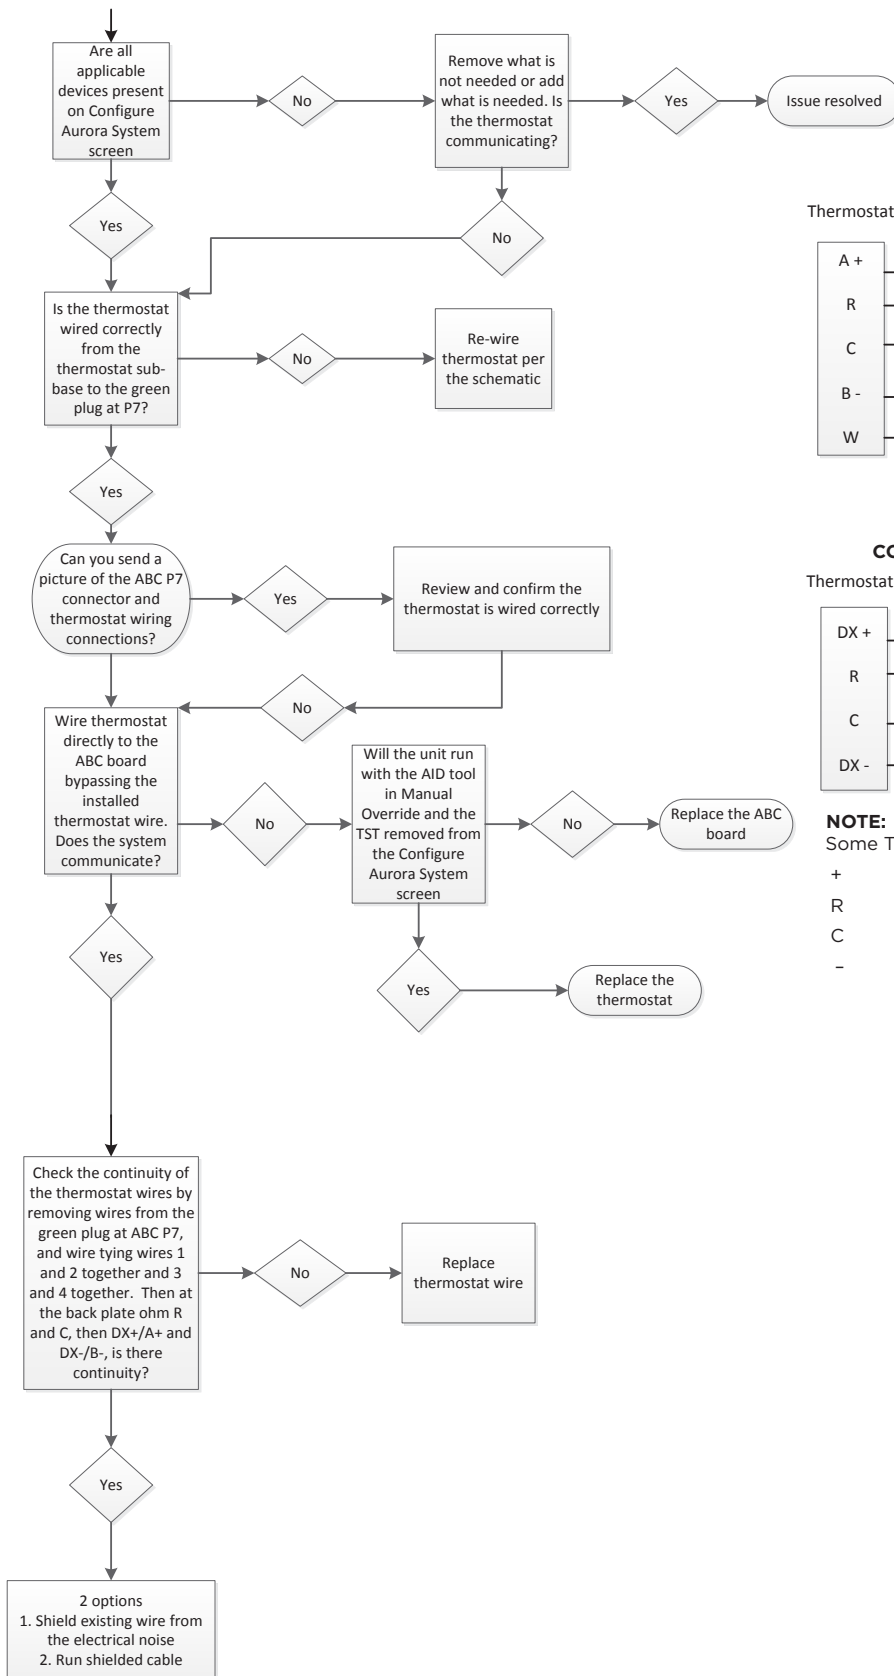 Are all
applicable
devices present
on Configure
Aurora System
screen
No
Remove what is
not needed or add
what is needed. Is
the thermostat
communicating?
Yes
Issue resolved
Yes
No
Is the thermostat
wired correctly
from the
thermostat sub-
base to the green
plug at P7?
No
Re-wire
thermostat per
the schematic
Yes
Can you send a
picture of the ABC P7
connector and
thermostat wiring
connections?
Yes
Review and confirm the
thermostat is wired correctly
No
Wire thermostat
directly to the
ABC board
bypassing the
installed
thermostat wire.
Does the system
communicate?
No
Will the unit run
with the AID tool
in Manual
Override and the
TST removed from
the Configure
Aurora System
screen
No
Replace the ABC
board
Yes
Yes
Replace the
thermostat
Check the continuity of
the thermostat wires by
removing wires from the
green plug at ABC P7,
and wire tying wires 1
and 2 together and 3
and 4 together. Then at
the back plate ohm R
and C, then DX+/A+ and
DX-/B-, is there
continuity?
No
Replace
thermostat wire
Yes
2 options
1. Shield existing wire from
the electrical noise
2. Run shielded cable
Thermostat
A +
R
C
B -
W
CO
Thermostat
DX +
R
C
DX -
NOTE:
Some T
+
R
C
–